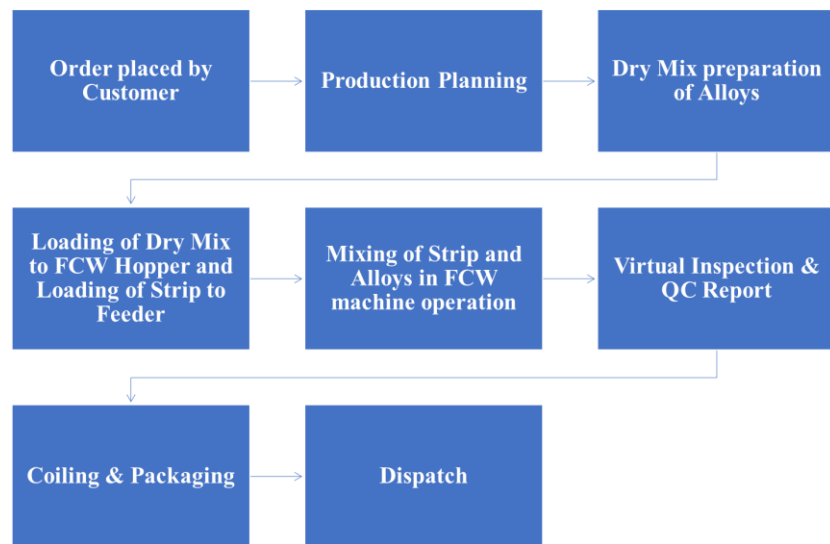 Order placed by
Customer
Production Planning
Dry Mix preparation
of Alloys
Loading of Dry Mix
to FCW Hopper and
Loading of Strip to
Feeder
Mixing of Strip and
Alloys in FCW
machine operation
Virtual Inspection &
QC Report
Coiling & Packaging
Dispatch